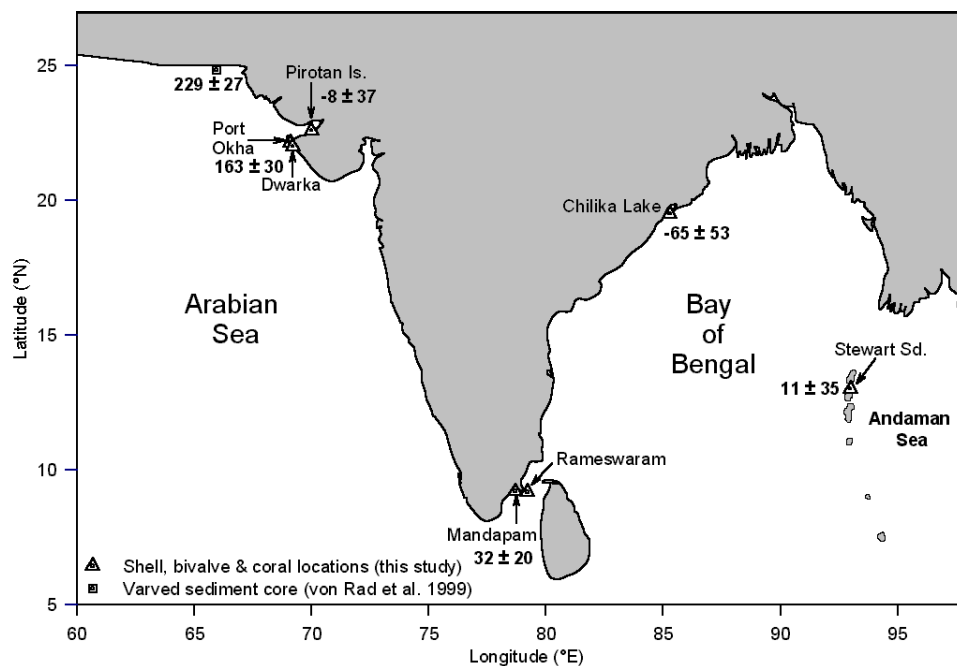 25
20
15
10
5
60
65
70
75
80
85
90
95
Latitude (°N)
Longitude (°E)
229 ± 27
Pirotan Is.
-8 ± 37
Port
Okha
163 ± 30
Dwarka
Chilika Lake
-65 ± 53
Arabian
Sea
Bay
of
Bengal
Stewart Sd.
11 ± 35
Andaman
Sea
Rameswaram
Mandapam
32 ± 20
Shell, bivalve & coral locations (this study)
Varved sediment core (von Rad et al. 1999)